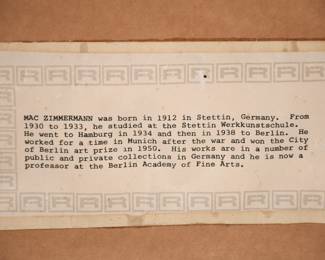 MAC ZIMMERMANN was born in 1912 in Stettin, Germany. From
1930 to 1933, he studied at the Stettin Werkkunstschule.
He went to Hamburg in 1934 and then in 1938 to Berlin. He
worked for a time in Munich after the war and won the City
of Berlin art prize in 1950. His works are in a number of
public and private collections in Germany and he is now a
professor at the Berlin Academy of Fine Arts.